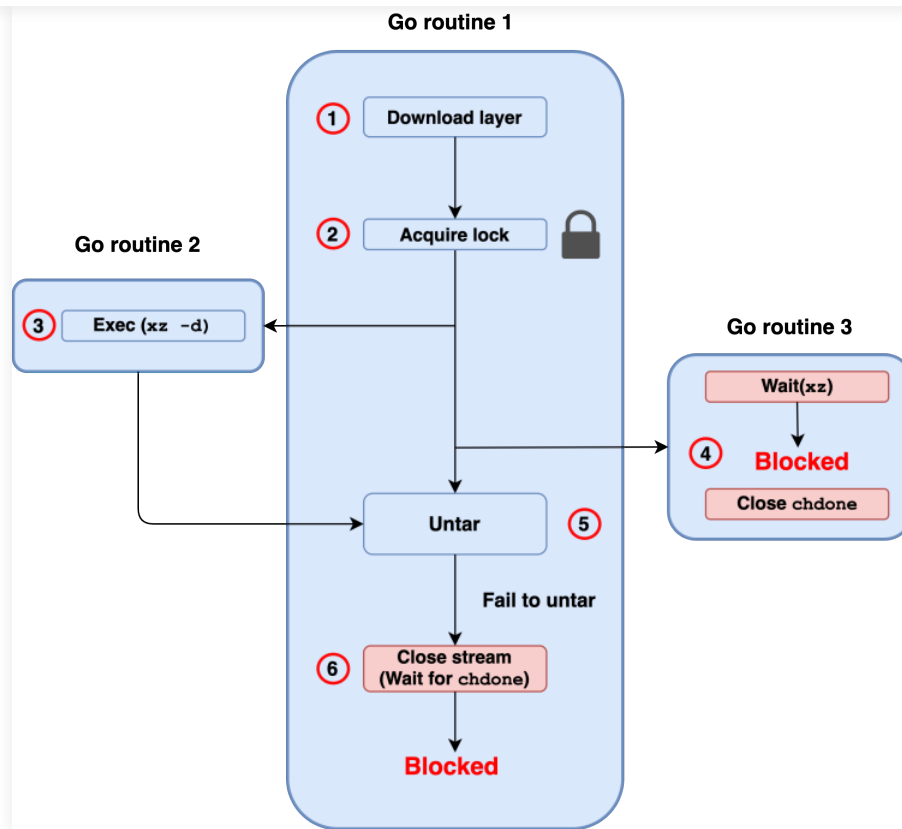 Go routine 1
1
Download layer
2
Acquire lock
Go routine 2
3
Exec (xz -d)
Go routine 3
Wait(xz)
4
Blocked
Close chdone
Untar
5
Fail to untar
6
Close stream
(Wait for chdone)
Blocked